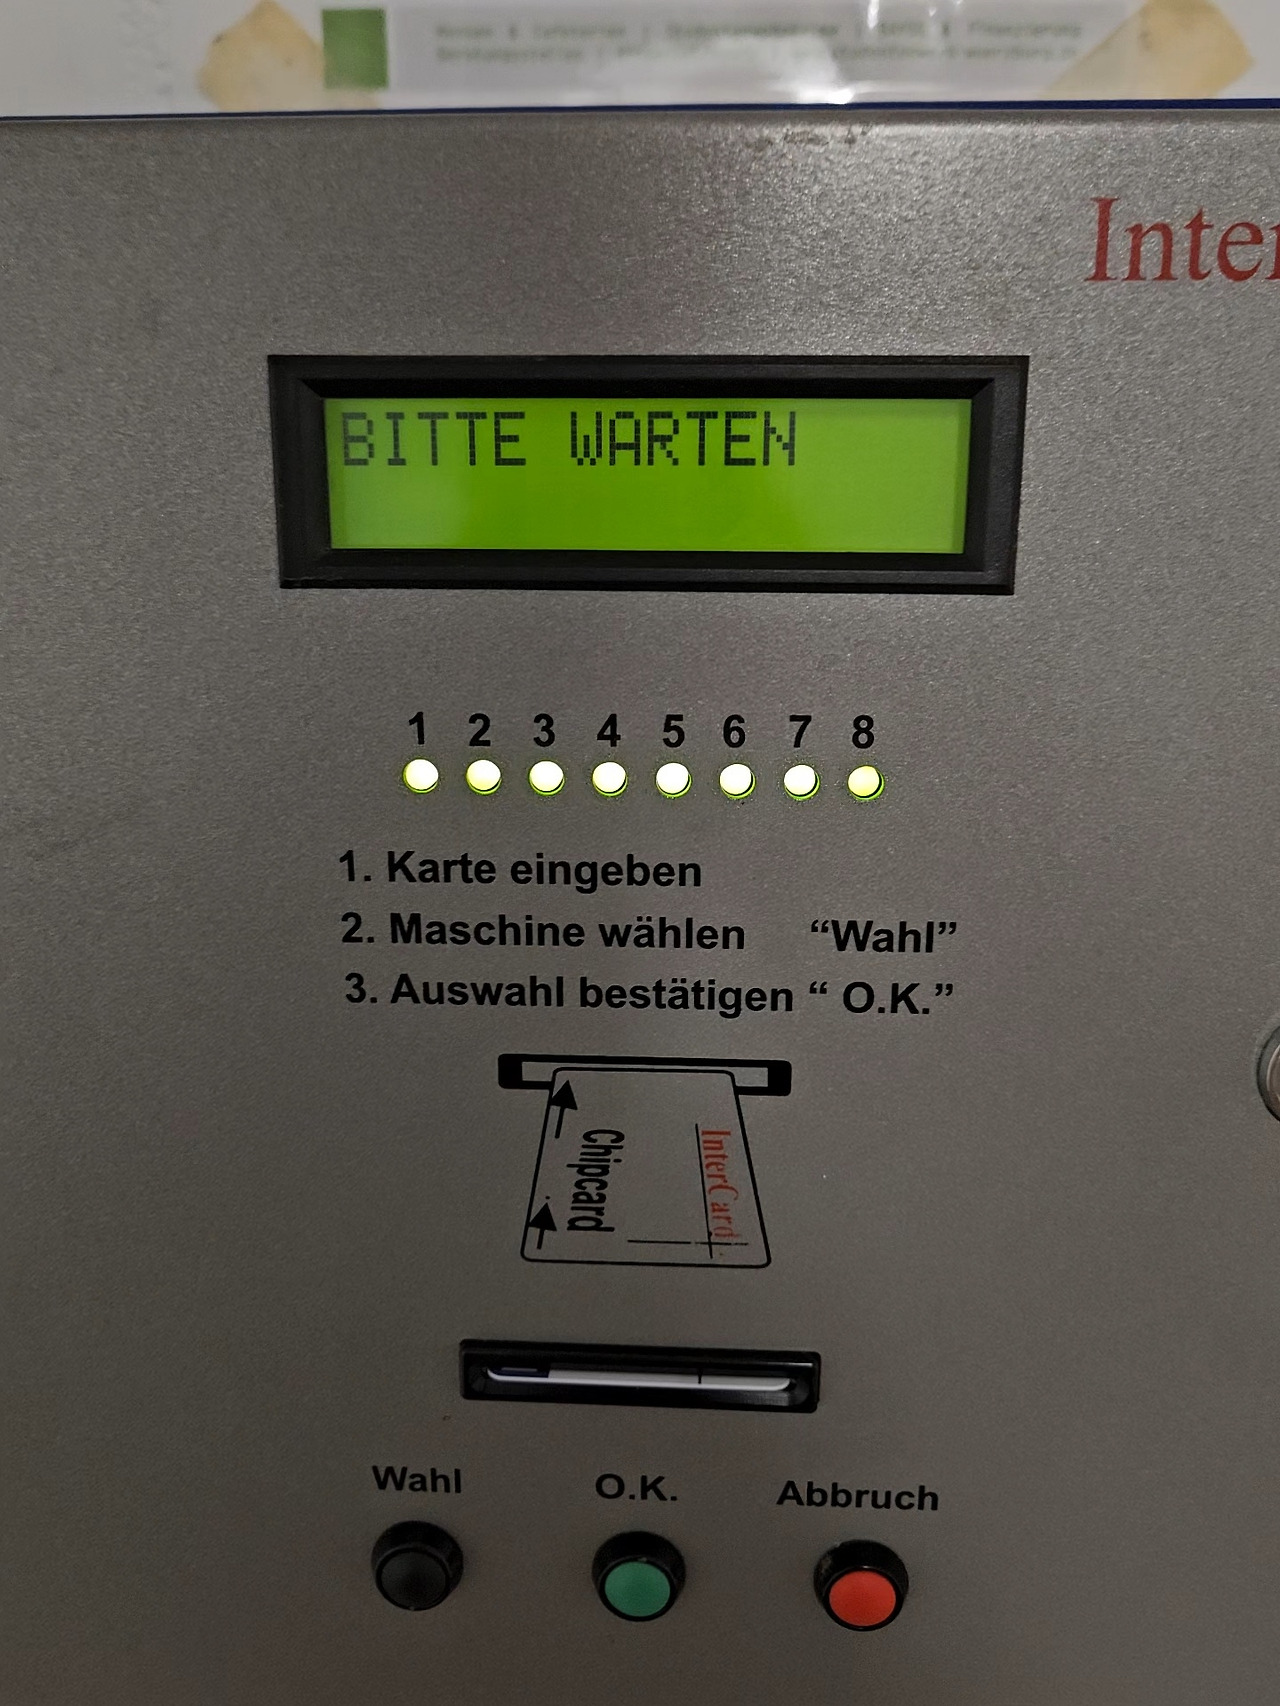 Inter
BITTE WARTEN
1 2 3 4 5 6 7 8
1. Karte eingeben
2. Maschine wählen “Wahl”
3. Auswahl bestätigen “ O.K.”
InterCard
Chipcard
Wahl O.K. Abbruch